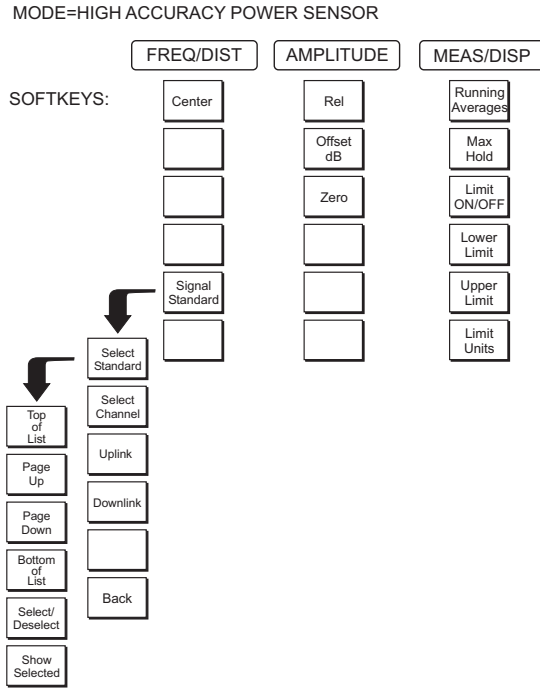 MODE=HIGH ACCURACY POWER SENSOR
FREQ/DIST
AMPLITUDE
MEAS/DISP
SOFTKEYS:
Center
Signal
Standard
Select
Standard
Select
Channel
Uplink
Downlink
Back
Top
of
List
Page
Up
Page
Down
Bottom
of
List
Select/
Deselect
Show
Selected
Rel
Offset
dB
Zero
Running
Averages
Max
Hold
Limit
ON/OFF
Lower
Limit
Upper
Limit
Limit
Units